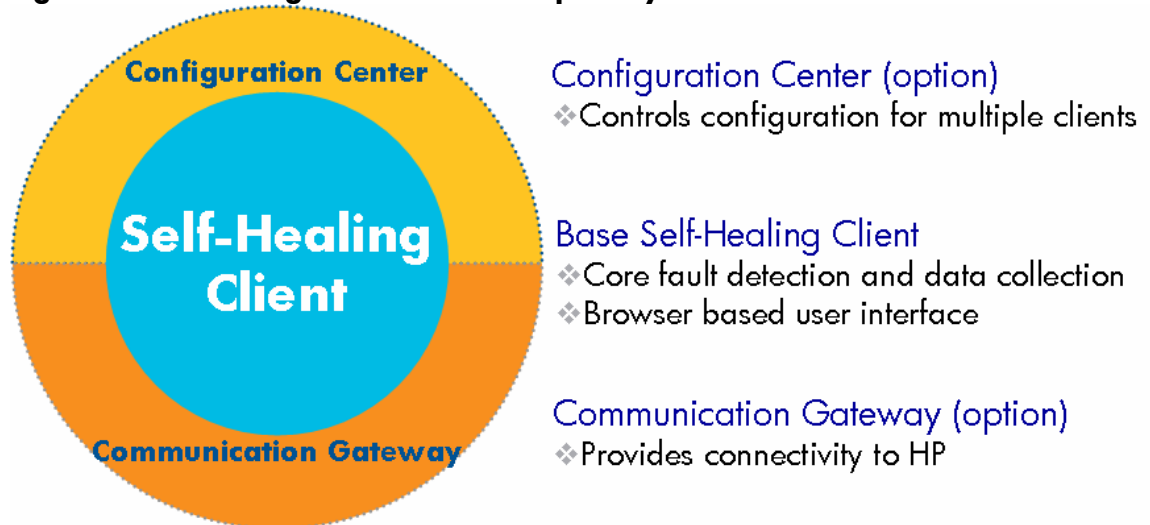 Configuration Center
Self-Healing
Client
Communication Gateway
Configuration Center (option)
❖Controls configuration for multiple clients
Base Self-Healing Client
❖Core fault detection and data collection
❖Browser based user interface
Communication Gateway (option)
❖Provides connectivity to HP